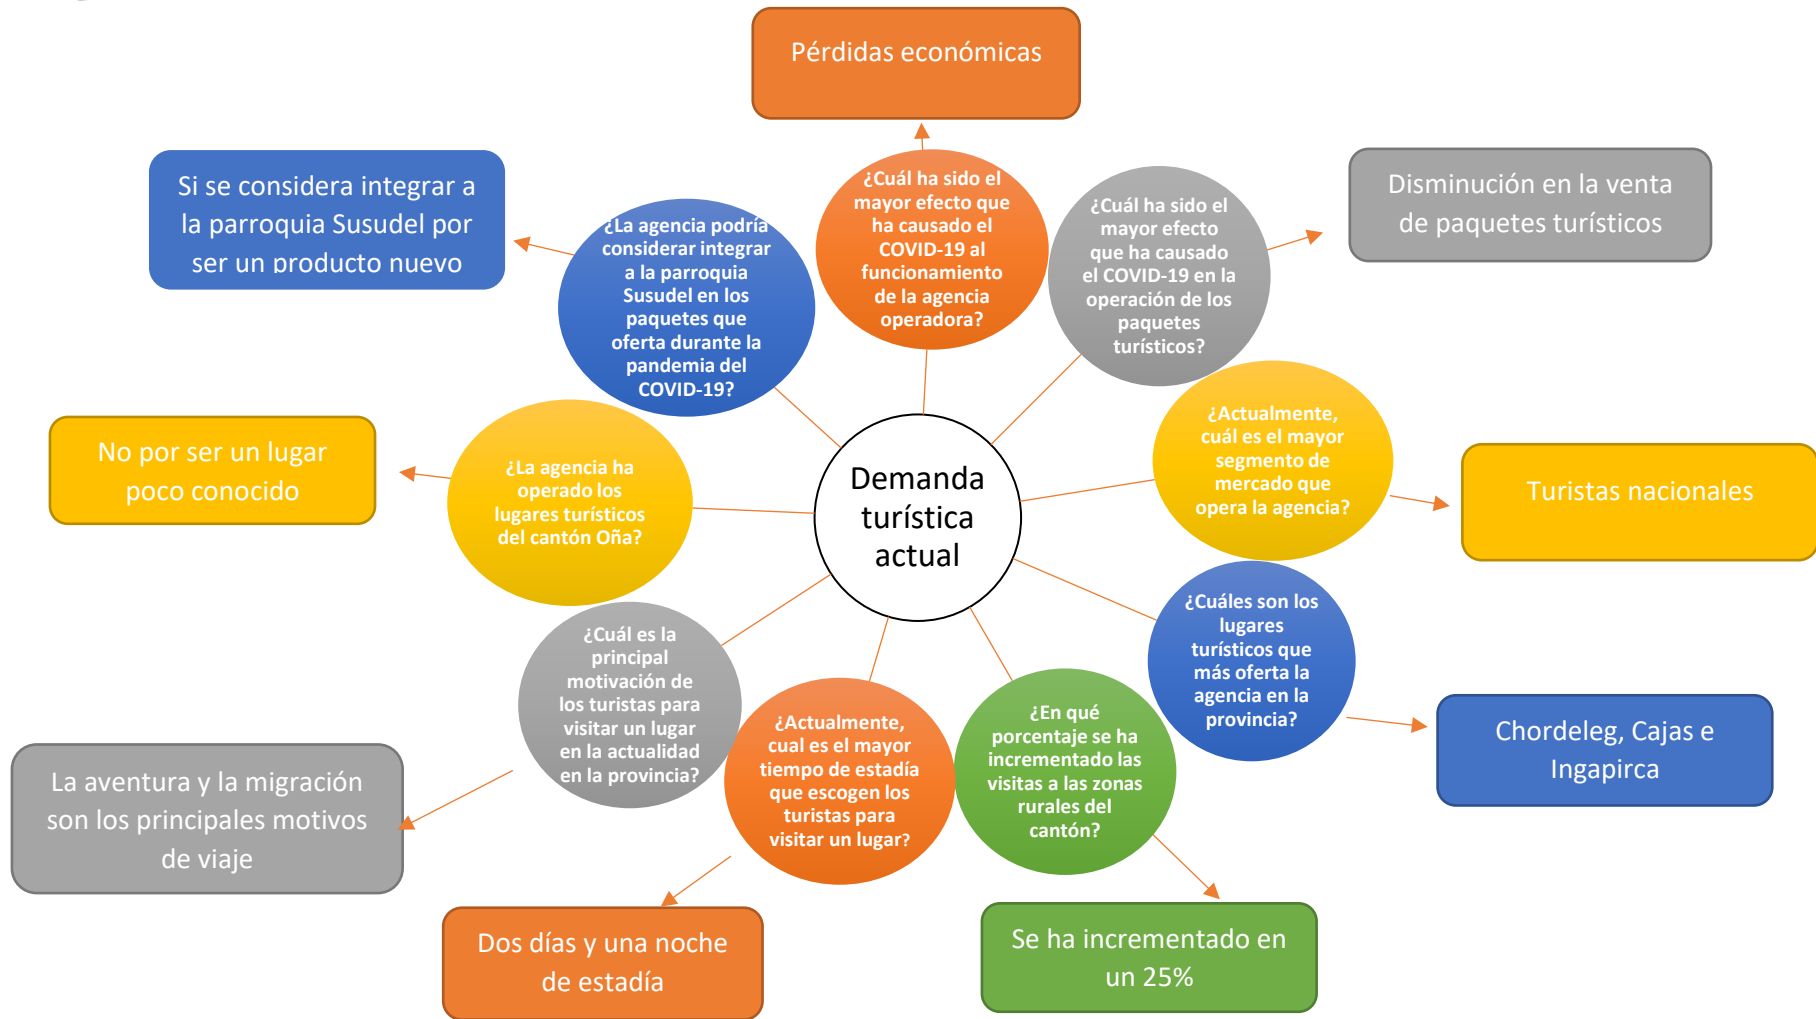 Pérdidas económicas
¿Cuál ha sido el
mayor efecto que
ha causado el
COVID-19 al
funcionamiento
de la agencia
operadora?
Disminución en la venta
de paquetes turísticos
¿Cuál ha sido el
mayor efecto
que ha causado
el COVID-19 en la
operación de los
paquetes
turísticos?
Si se considera integrar a
la parroquia Susudel por
ser un producto nuevo
¿La agencia podría
considerar integrar
a la parroquia
Susudel en los
paquetes que
oferta durante la
pandemia del
COVID-19?
¿Actualmente,
cuál es el mayor
segmento de
mercado que
opera la agencia?
Turistas nacionales
No por ser un lugar
poco conocido
¿La agencia ha
operado los
lugares turísticos
del cantón Oña?
Demanda
turística
actual
¿Cuáles son los
lugares
turísticos que
más oferta la
agencia en la
provincia?
Chordeleg, Cajas e
Ingapirca
¿Cuál es la
principal
motivación de
los turistas para
visitar un lugar
en la actualidad
en la provincia?
La aventura y la migración
son los principales motivos
de viaje
¿Actualmente,
cual es el mayor
tiempo de estadía
que escogen los
turistas para
visitar un lugar?
Dos días y una noche
de estadía
¿En qué
porcentaje se ha
incrementado las
visitas a las zonas
rurales del
cantón?
Se ha incrementado en
un 25%